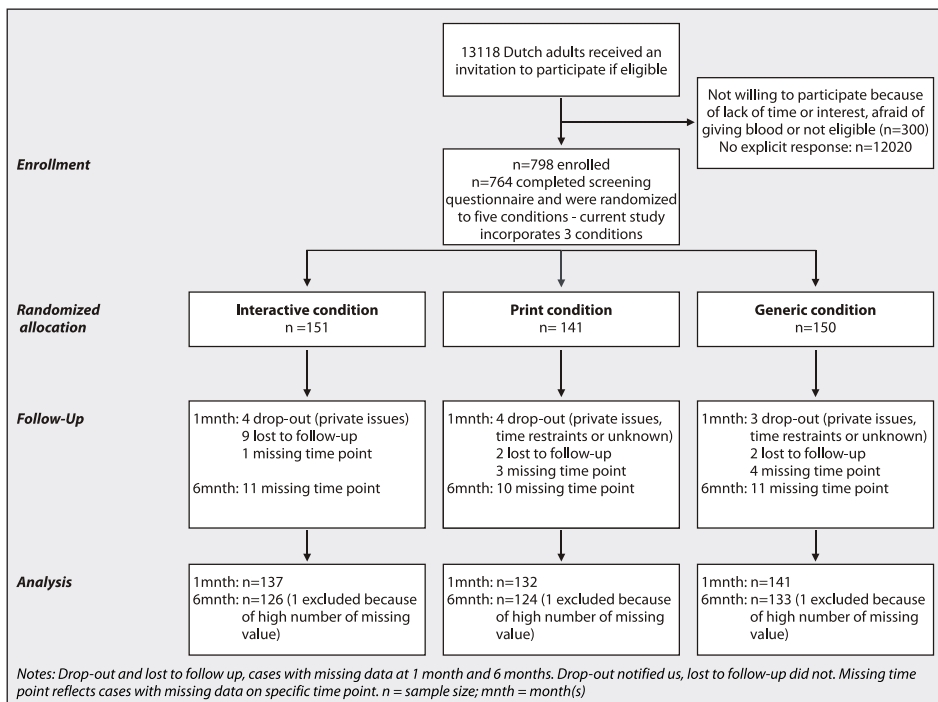 13118 Dutch adults received an
invitation to participate if eligible
Not willing to participate because
of lack of time or interest, afraid of
giving blood or not eligible (n=300)
No explicit response: n=12020
Enrollment
n=798 enrolled
n=764 completed screening
questionnaire and were randomized
to five conditions - current study
incorporates 3 conditions
Randomized
allocation
Interactive condition
n =151
Print condition
n= 141
Generic condition
n=150
Follow-Up
1mnth: 4 drop-out (private issues)
9 lost to follow-up
1 missing time point
6mnth: 11 missing time point
1mnth: 4 drop-out (private issues,
time restraints or unknown)
2 lost to follow-up
3 missing time point
6mnth: 10 missing time point
1mnth: 3 drop-out (private issues,
time restraints or unknown)
2 lost to follow-up
4 missing time point
6mnth: 11 missing time point
Analysis
1mnth: n=137
6mnth: n=126 (1 excluded because
of high number of missing
value)
1mnth: n=132
6mnth: n=124 (1 excluded because
of high number of missing
value)
1mnth: n=141
6mnth: n=133 (1 excluded because
of high number of missing
value)
Notes: Drop-out and lost to follow up, cases with missing data at 1 month and 6 months. Drop-out notified us, lost to follow-up did not. Missing time
point reflects cases with missing data on specific time point. n = sample size; mnth = month(s)